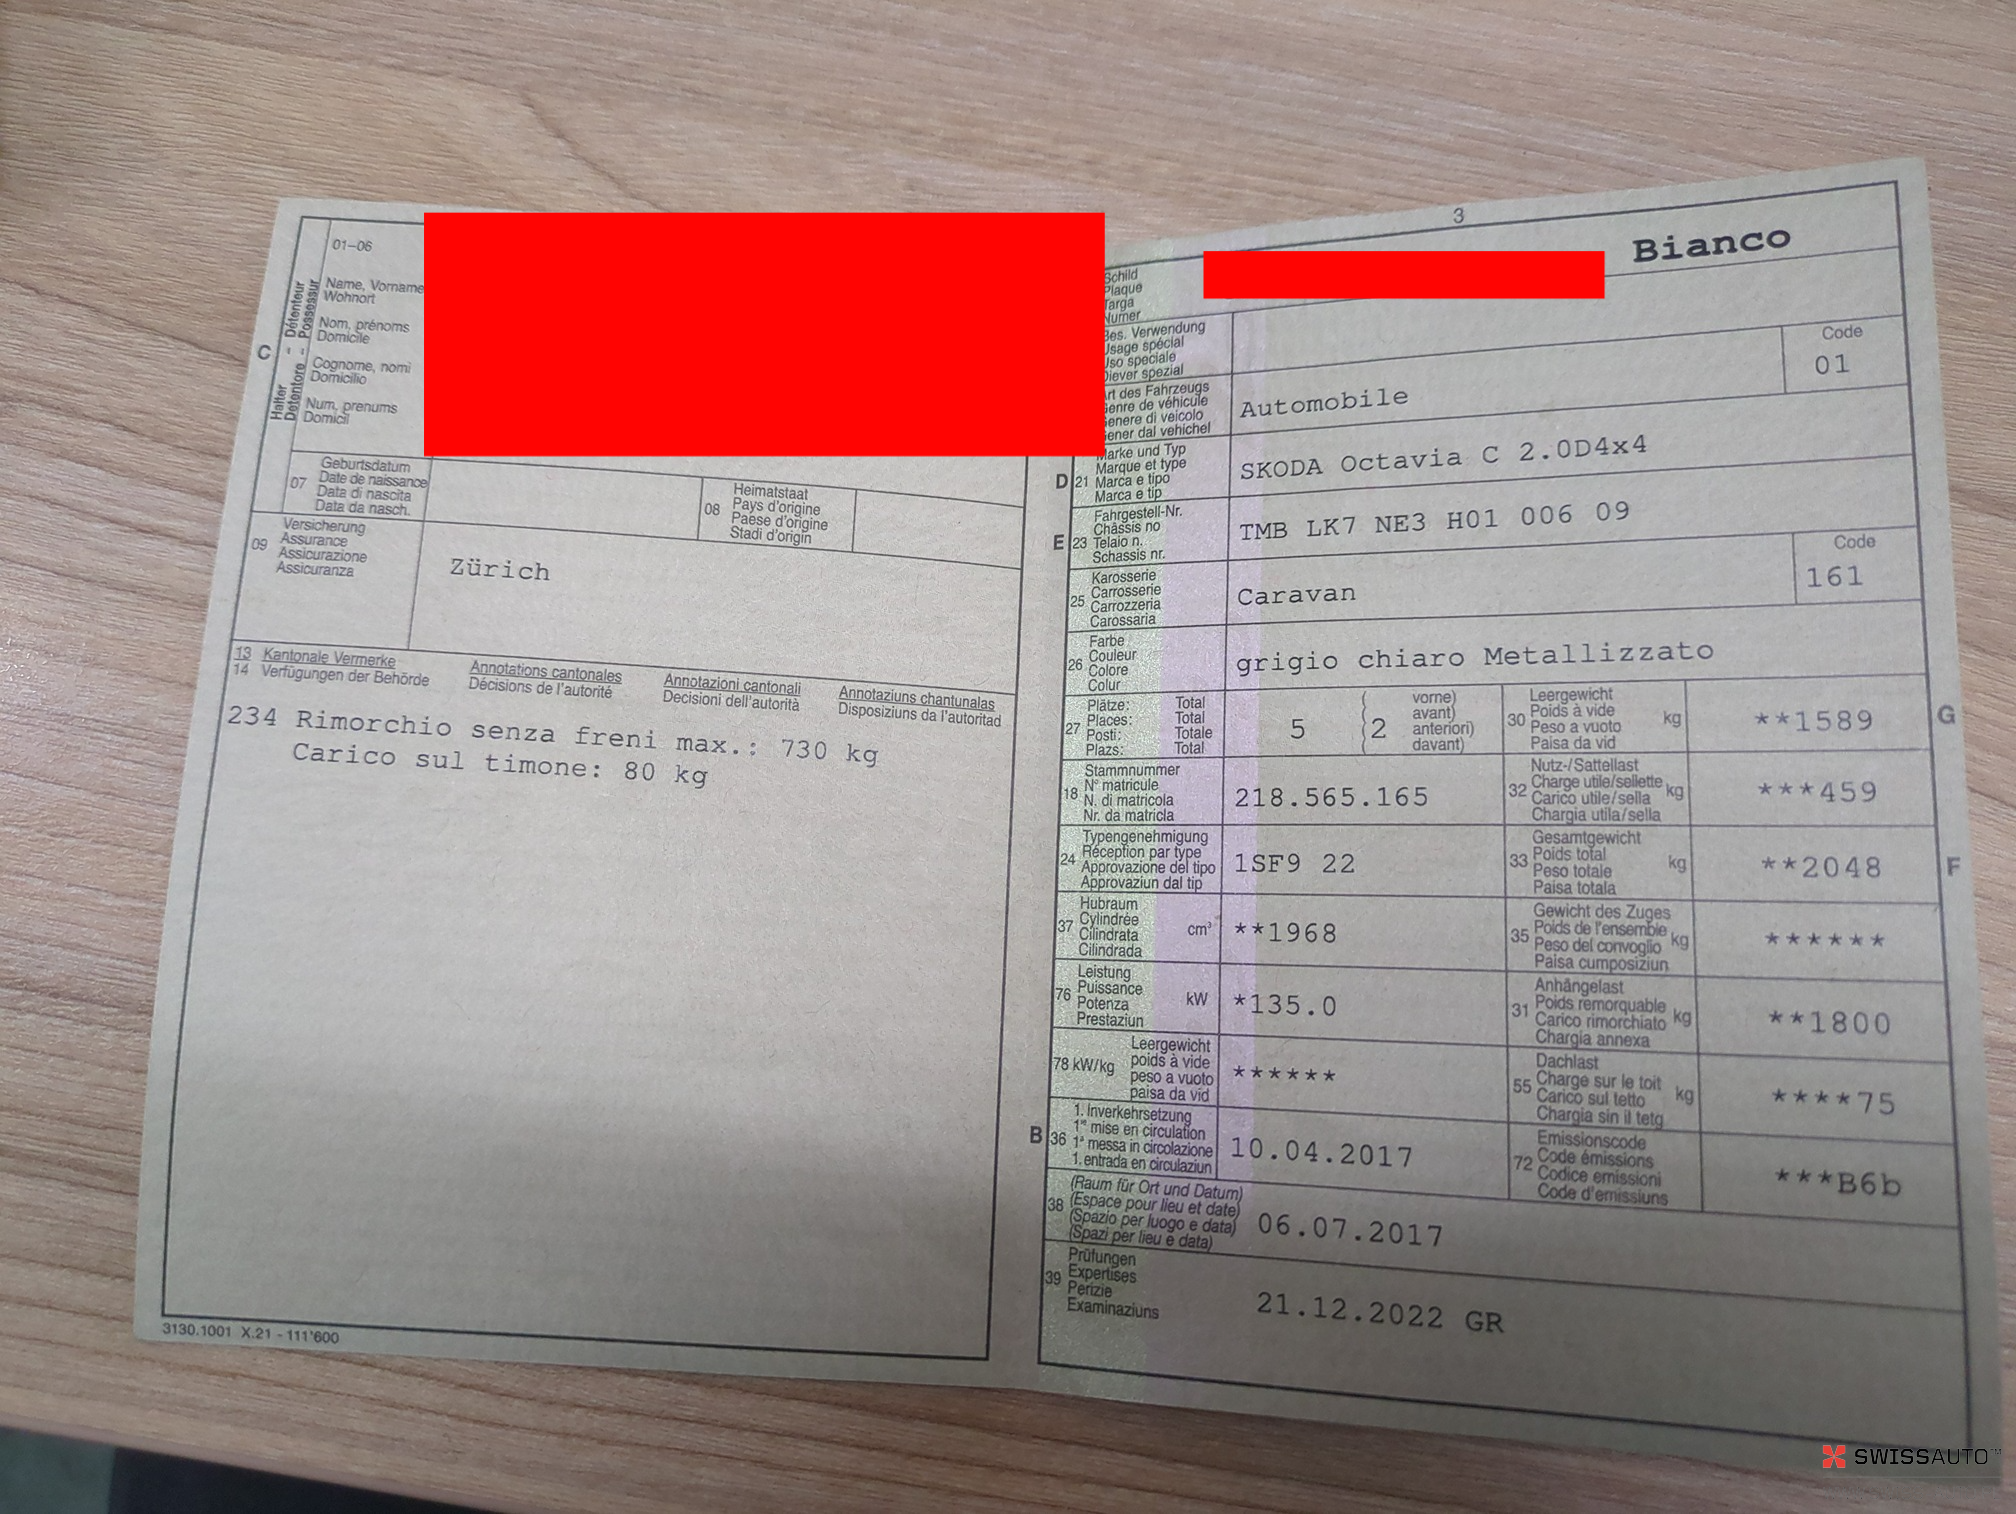 01-06
Name, Vorname
Wohnort
Nom, prénoms
Domicile
Cognome, nomi
Domicilio
Num, prenums
Domicil
C
Halter - Détenteur
Detentore - Possessur
07
Geburtsdatum
Date de naissance
Data di nascita
Data da nasch.
08
Heimatstaat
Pays d'origine
Paese d'origine
Stadi d'origin
09
Versicherung
Assurance
Assicurazione
Assicuranza
Zürich
13 Kantonale Vermerke Annotations cantonales Annotazioni cantonali Annotaziuns chantunalas
14 Verfügungen der Behörde Décisions de l'autorité Decisioni dell'autorità Disposiziuns da l'autoritad
234 Rimorchio senza freni max.: 730 kg
Carico sul timone: 80 kg
3130.1001 X.21 - 111'600
3
Schild
Plaque
Targa
Numer
Bianco
Bes. Verwendung
Usage spécial
Uso speciale
Diever spezial
Art des Fahrzeugs
Genre de véhicule
Genere di veicolo
Gener dal vehichel
Automobile
Code
01
D 21
Marke und Typ
Marque et type
Marca e tipo
Marca e tip
SKODA Octavia C 2.0D4x4
E 23
Fahrgestell-Nr.
Châssis no
Telaio n.
Schassis nr.
TMB LK7 NE3 H01 006 09
25
Karosserie
Carrosserie
Carrozzeria
Carossaria
Caravan
Code
161
26
Farbe
Couleur
Colore
Colur
grigio chiaro Metallizzato
27
Plätze: Total
Places: Total
Posti: Totale
Plazs: Total
5
2
vorne)
avant)
anteriori)
davant)
30
Leergewicht
Poids à vide
Peso a vuoto
Paisa da vid
kg
**1589
G
18
Stammnummer
N° matricule
N. di matricola
Nr. da matricla
218.565.165
32
Nutz-/Sattellast
Charge utile/sellette
Carico utile/sella
Chargia utila/sella
kg
***459
24
Typengenehmigung
Réception par type
Approvazione del tipo
Approvaziun dal tip
1SF9 22
33
Gesamtgewicht
Poids total
Peso totale
Paisa totala
kg
**2048
F
37
Hubraum
Cylindrée
Cilindrata
Cilindrada
cm³
**1968
35
Gewicht des Zuges
Poids de l'ensemble
Peso del convoglio
Paisa cumposiziun
kg
******
76
Leistung
Puissance
Potenza
Prestaziun
kW
*135.0
31
Anhängelast
Poids remorquable
Carico rimorchiato
Chargia annexa
kg
**1800
78 kW/kg
Leergewicht
poids à vide
peso a vuoto
paisa da vid
******
55
Dachlast
Charge sur le toit
Carico sul tetto
Chargia sin il tetg
kg
****75
B 36
1. Inverkehrsetzung
1re mise en circulation
1a messa in circolazione
1. entrada en circulaziun
10.04.2017
72
Emissionscode
Code émissions
Codice emissioni
Code d'emissiuns
***B6b
38
(Raum für Ort und Datum)
(Espace pour lieu et date)
(Spazio per luogo e data)
(Spazi per lieu e data)
06.07.2017
39
Prüfungen
Expertises
Perizie
Examinaziuns
21.12.2022 GR
SWISSAUTO™